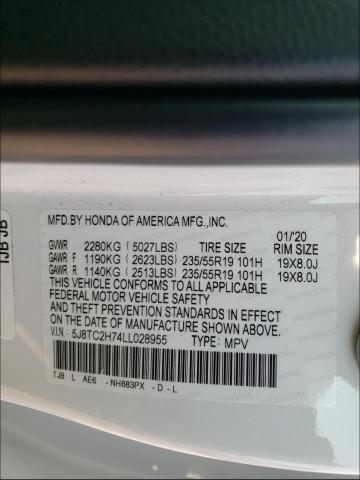 MFD.BY HONDA OF AMERICA MFG.,INC. 01/'20
GVWR 2280KG (5027LBS) TIRE SIZE RIM SIZE
GAWR F 1190KG (2623LBS) 235/55R19 101H 19X8.0J
GAWR R 1140KG (2513LBS) 235/55R19 101H 19X8.0J
THIS VEHICLE CONFORMS TO ALL APPLICABLE
FEDERAL MOTOR VEHICLE SAFETY STANDARDS IN EFFECT
AND THEFT PREVENTION STANDARDS IN EFFECT
ON THE DATE OF MANUFACTURE SHOWN ABOVE.
V.I.N.: 5J8TC2H74LL028955 TYPE: MPV
TJB L AE6 -NH883PX -D -L
TJB JB